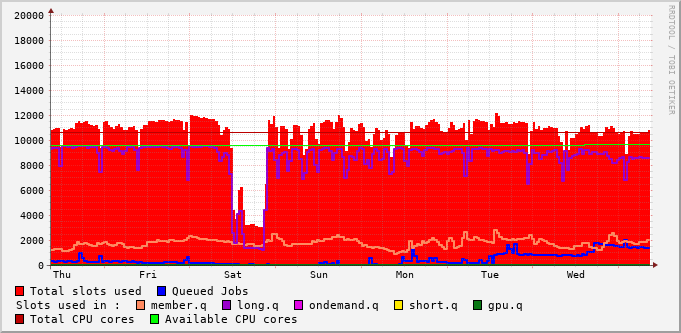 20000
18000
16000
14000
12000
10000
8000
6000
4000
2000
0
Thu Fri Sat Sun Mon Tue Wed
RRDTOOL / TOBI OETIKER
Total slots used Queued Jobs
Slots used in : member.q long.q ondemand.q short.q gpu.q
Total CPU cores Available CPU cores